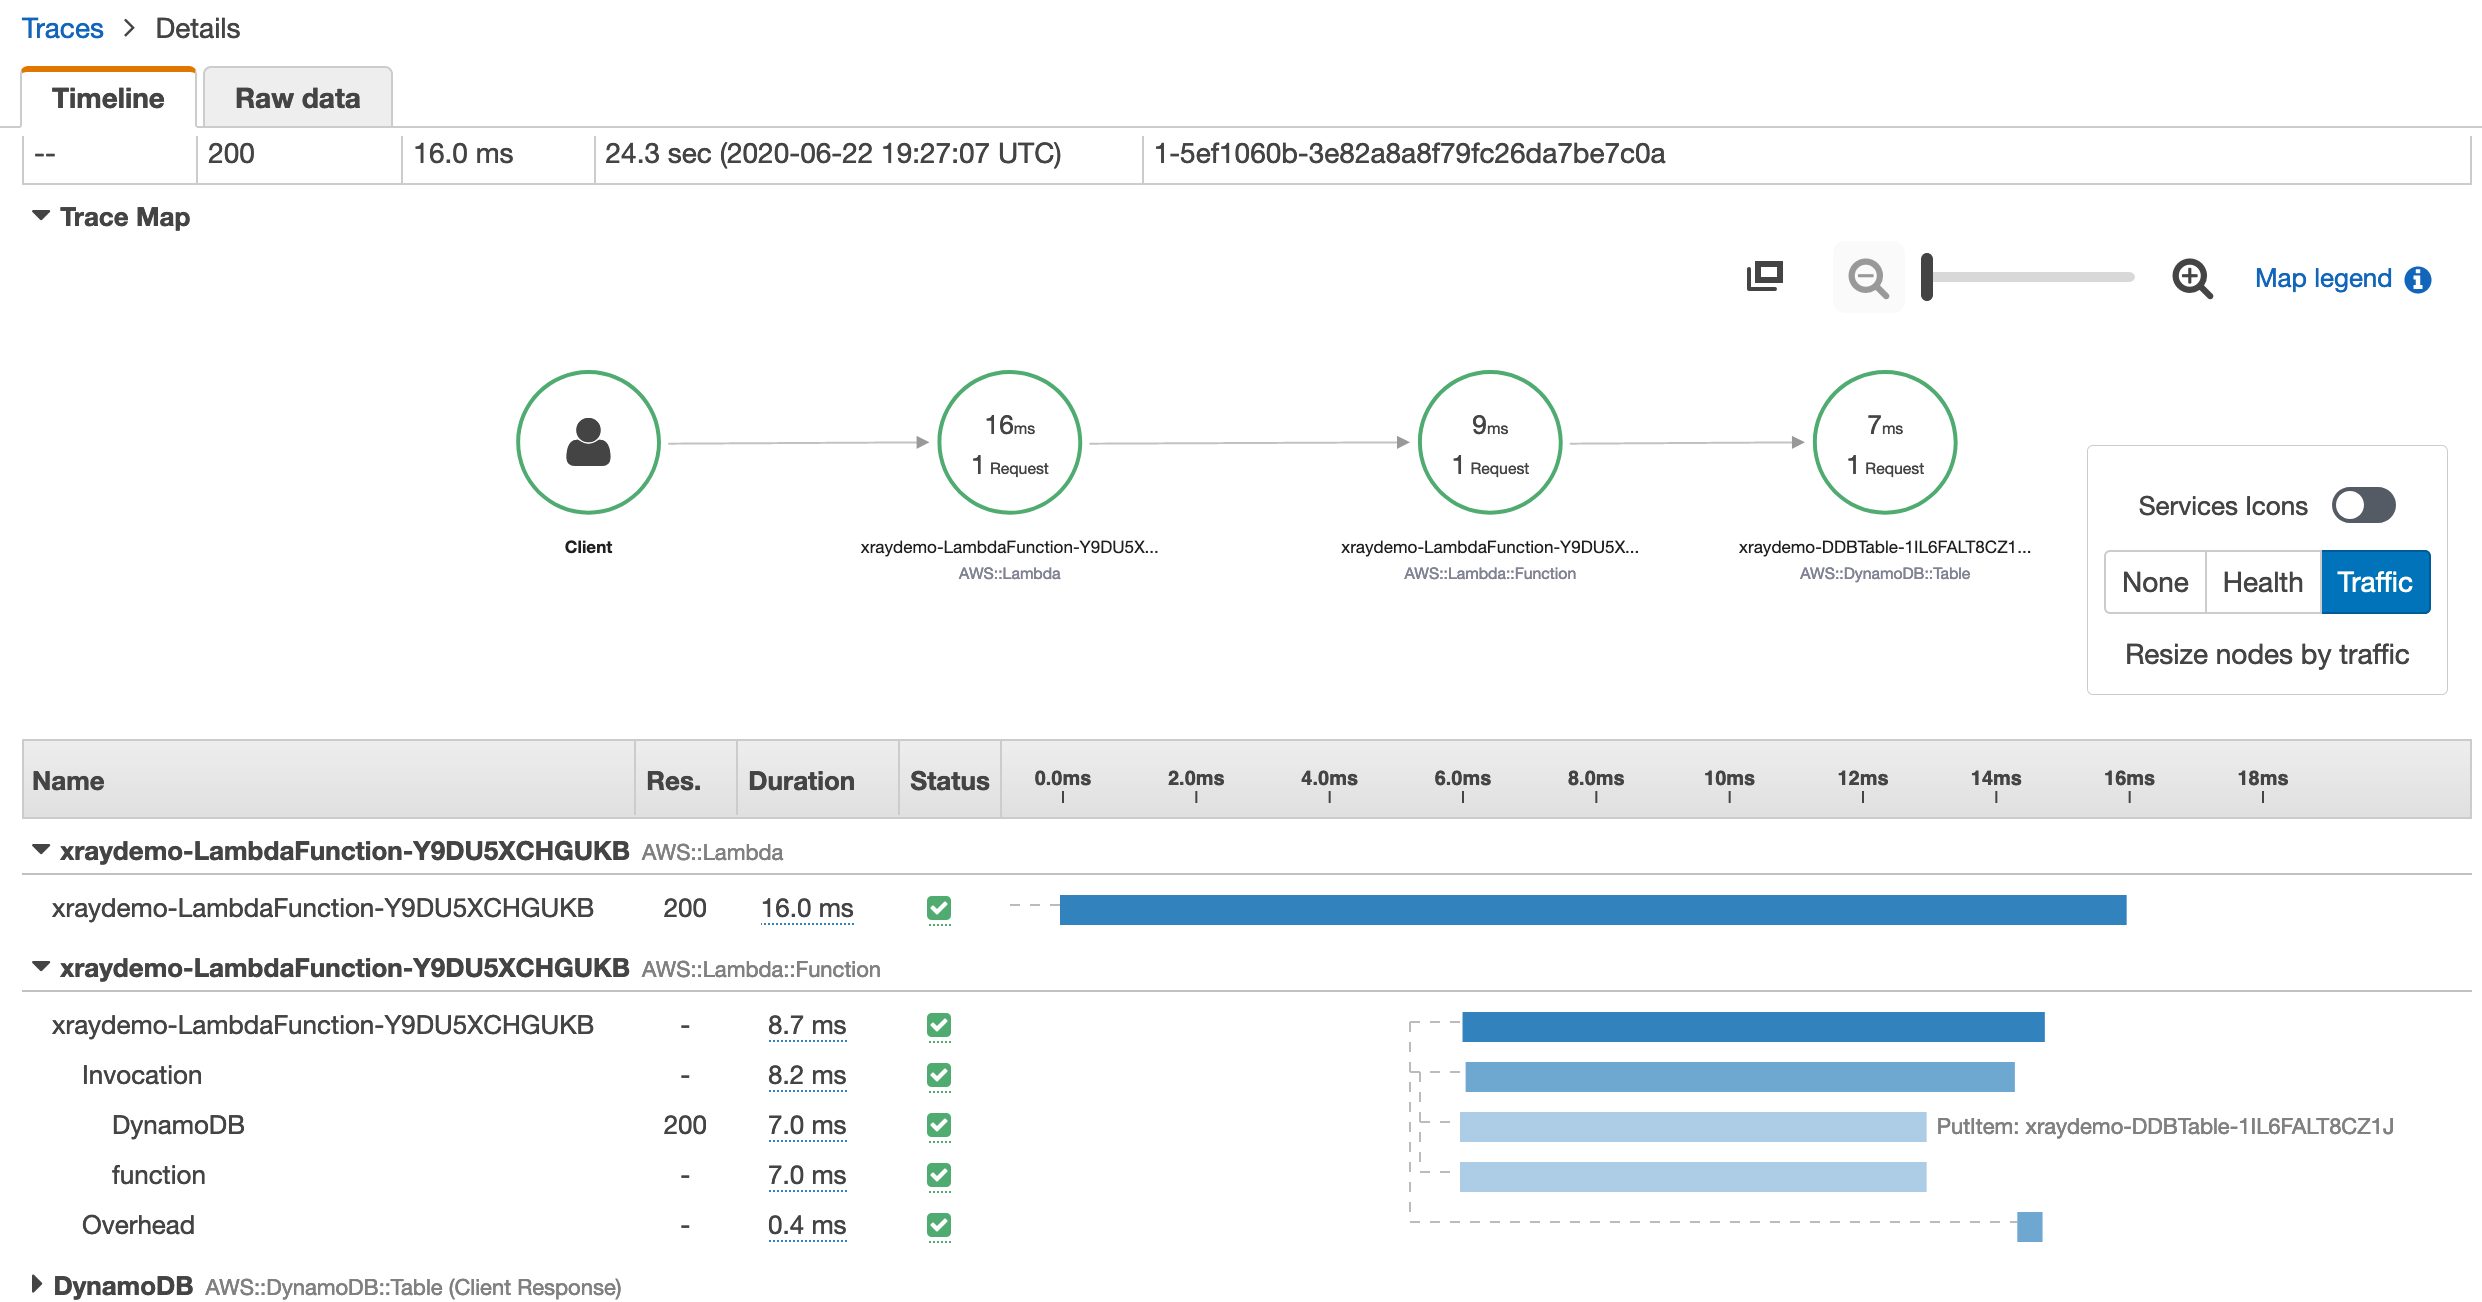 Traces > Details
Timeline Raw data
-- 200 16.0 ms 24.3 sec (2020-06-22 19:27:07 UTC) 1-5ef1060b-3e82a8a8f79fc26da7be7c0a
Trace Map
Map legend
16ms 9ms 7ms
1 Request 1 Request 1 Request
Services Icons
Client xraydemo-LambdaFunction-Y9DU5X... xraydemo-LambdaFunction-Y9DU5X... xraydemo-DDBTable-1IL6FALT8CZ1...
AWS::Lambda AWS::Lambda::Function AWS::DynamoDB::Table
None Health Traffic
Resize nodes by traffic
Name Res. Duration Status 0.0ms 2.0ms 4.0ms 6.0ms 8.0ms 10ms 12ms 14ms 16ms 18ms
xraydemo-LambdaFunction-Y9DU5XCHGUKB AWS::Lambda
xraydemo-LambdaFunction-Y9DU5XCHGUKB 200 16.0 ms
xraydemo-LambdaFunction-Y9DU5XCHGUKB AWS::Lambda::Function
xraydemo-LambdaFunction-Y9DU5XCHGUKB - 8.7 ms
Invocation - 8.2 ms
DynamoDB 200 7.0 ms PutItem: xraydemo-DDBTable-1IL6FALT8CZ1J
function - 7.0 ms
Overhead - 0.4 ms
DynamoDB AWS::DynamoDB::Table (Client Response)